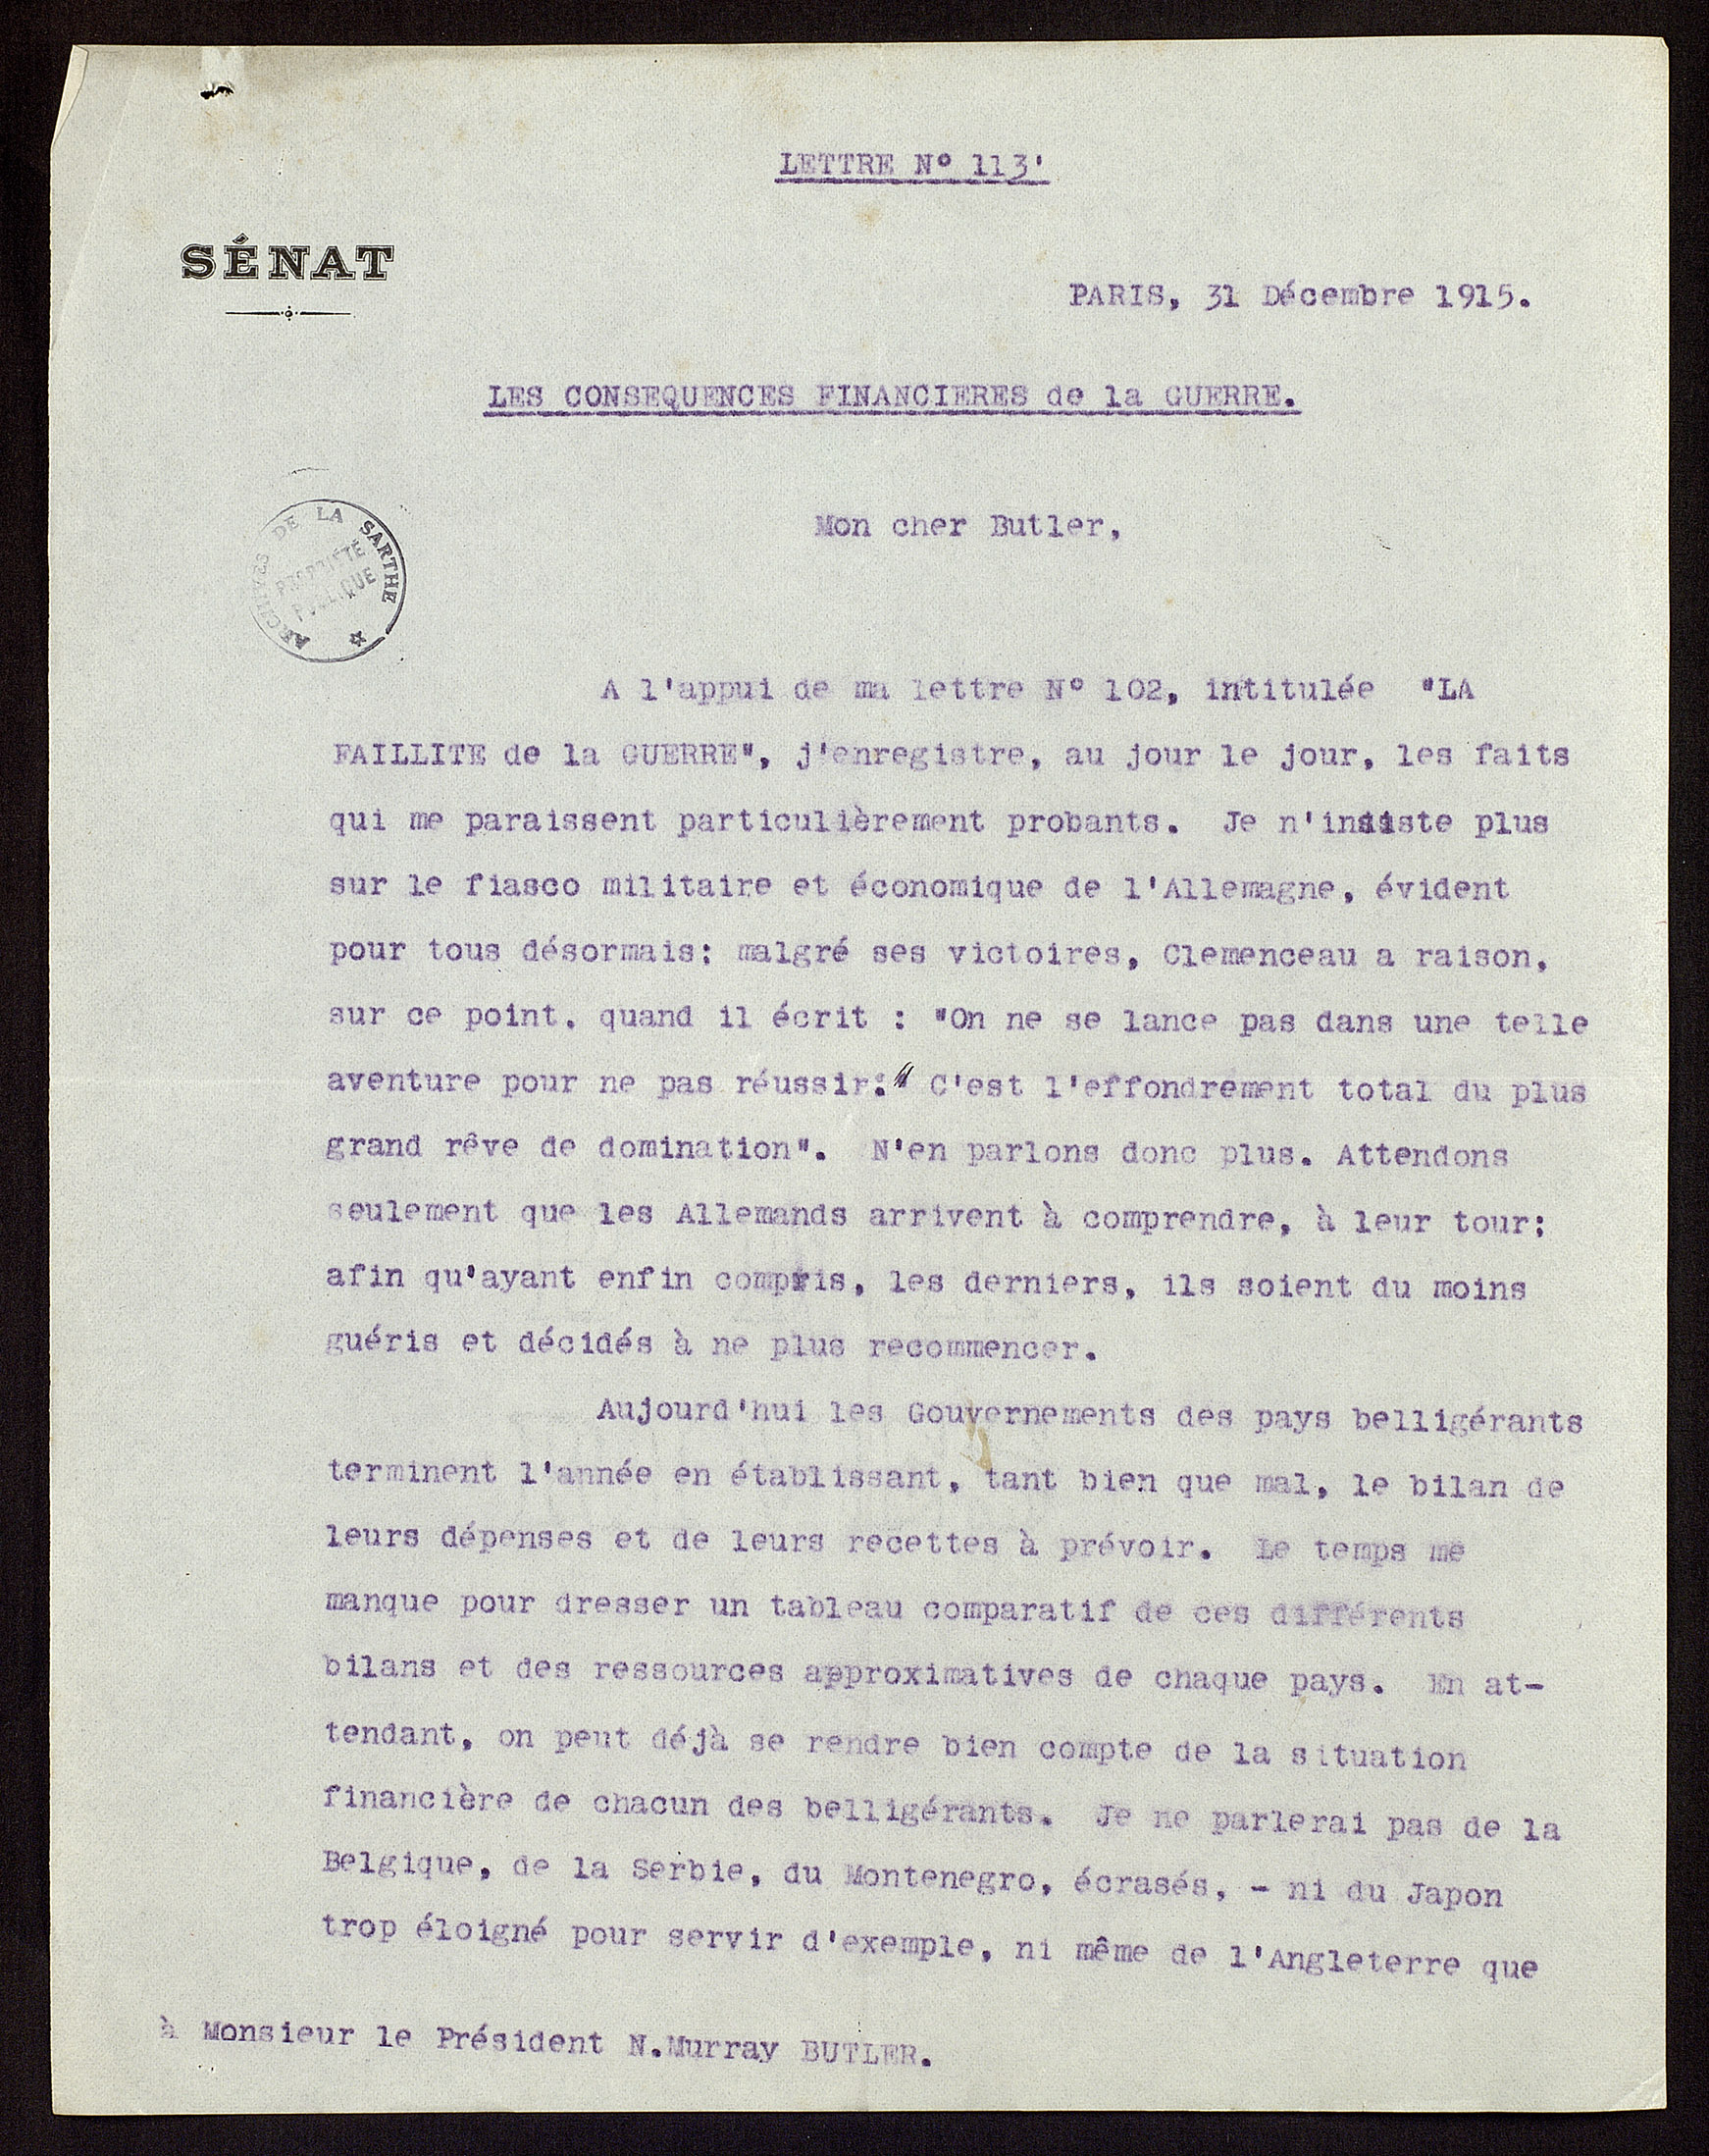 LETTRE N° 113'
SÉNAT
PARIS, 31 Décembre 1915.
LES CONSEQUENCES FINANCIERES de la GUERRE.
ARCHIVES DE LA SARTHE
PROPRIÉTÉ
PUBLIQUE
Mon cher Butler,
A l'appui de ma lettre N° 102, intitulée "LA
FAILLITE de la GUERRE", j'enregistre, au jour le jour, les faits
qui me paraissent particulièrement probants. Je n'insiste plus
sur le fiasco militaire et économique de l'Allemagne, évident
pour tous désormais; malgré ses victoires, Clemenceau a raison,
sur ce point, quand il écrit : "On ne se lance pas dans une telle
aventure pour ne pas réussir:" C'est l'effondrement total du plus
grand rêve de domination". N'en parlons donc plus. Attendons
seulement que les Allemands arrivent à comprendre, à leur tour;
afin qu'ayant enfin compris, les derniers, ils soient du moins
guéris et décidés à ne plus recommencer.
Aujourd'hui les Gouvernements des pays belligérants
terminent l'année en établissant, tant bien que mal, le bilan de
leurs dépenses et de leurs recettes à prévoir. Le temps me
manque pour dresser un tableau comparatif de ces différents
bilans et des ressources approximatives de chaque pays. En at-
tendant, on peut déjà se rendre bien compte de la situation
financière de chacun des belligérants. Je ne parlerai pas de la
Belgique, de la Serbie, du Montenegro, écrasés, - ni du Japon
trop éloigné pour servir d'exemple, ni même de l'Angleterre que
à Monsieur le Président N.Murray BUTLER.